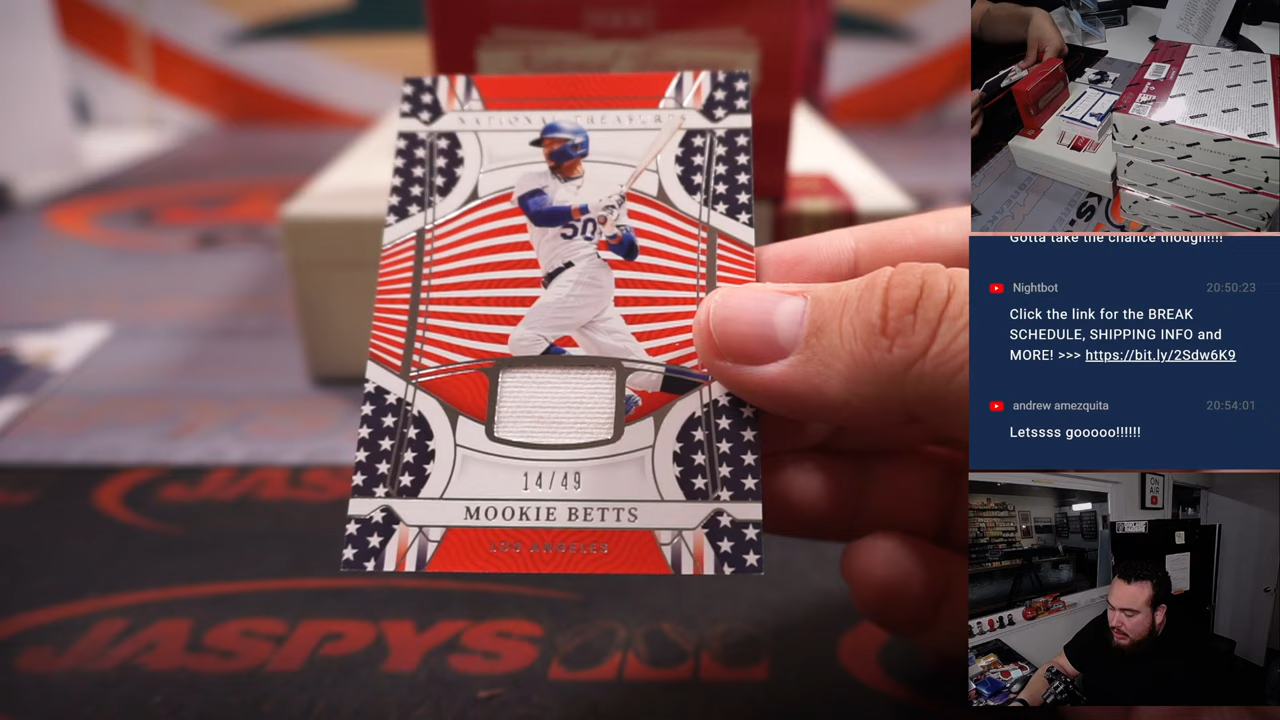 NATIONAL TREASURES
50
14/49
MOOKIE BETTS
LOS ANGELES
JASPYS
JASPYS
Gotta take the chance though!!!!
Nightbot 20:50:23
Click the link for the BREAK
SCHEDULE, SHIPPING INFO and
MORE! >>> https://bit.ly/2Sdw6K9
andrew amezquita 20:54:01
Letssss gooooo!!!!!!
ON
AIR